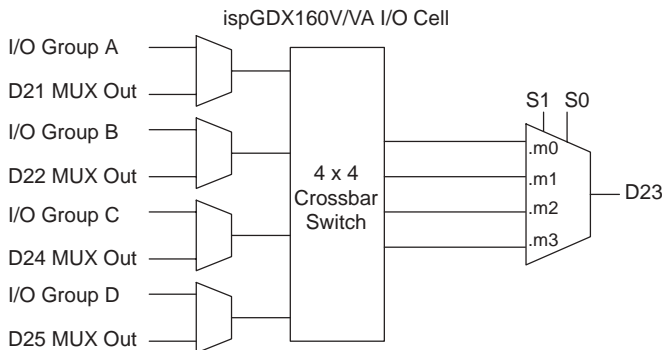 ispGDX160V/VA I/O Cell
I/O Group A
D21 MUX Out
I/O Group B
D22 MUX Out
I/O Group C
D24 MUX Out
I/O Group D
D25 MUX Out
4 x 4
Crossbar
Switch
S1 S0
.m0
.m1
.m2
.m3
D23